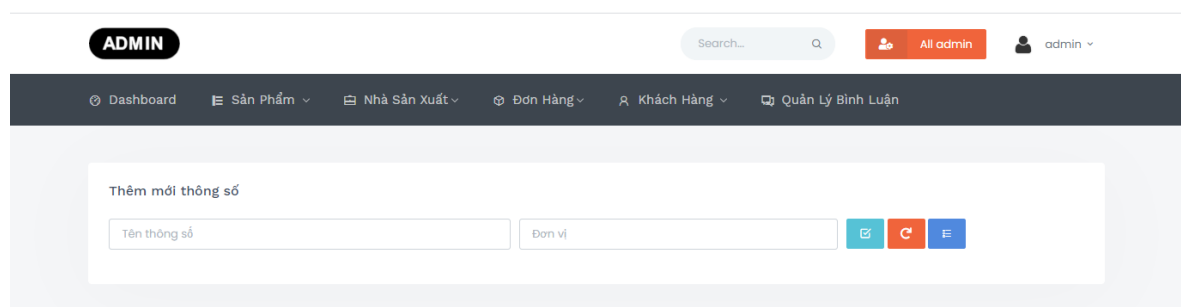 ADMIN
Search...
All admin
admin
Dashboard
Sản Phẩm
Nhà Sản Xuất
Đơn Hàng
Khách Hàng
Quản Lý Bình Luận
Thêm mới thông số
Tên thông số
Đơn vị